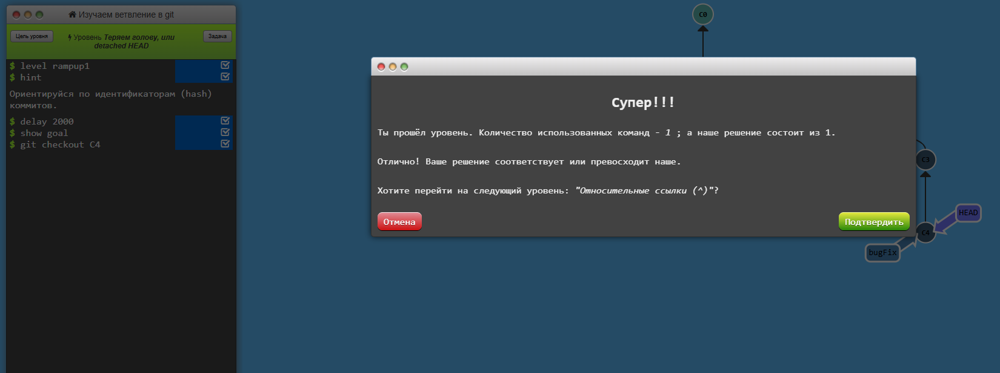 Изучаем ветвление в git
Цель уровня
Уровень Теряем голову, или
detached HEAD
Задача
$ level rampup1
$ hint
Ориентируйся по идентификаторам (hash)
коммитов.
$ delay 2000
$ show goal
$ git checkout C4
C0
Супер!!!
Ты прошёл уровень. Количество использованных команд - 1 ; а наше решение состоит из 1.
Отлично! Ваше решение соответствует или превосходит наше.
Хотите перейти на следующий уровень: "Относительные ссылки (^)"?
Отмена
Подтвердить
C3
HEAD
C4
bugFix